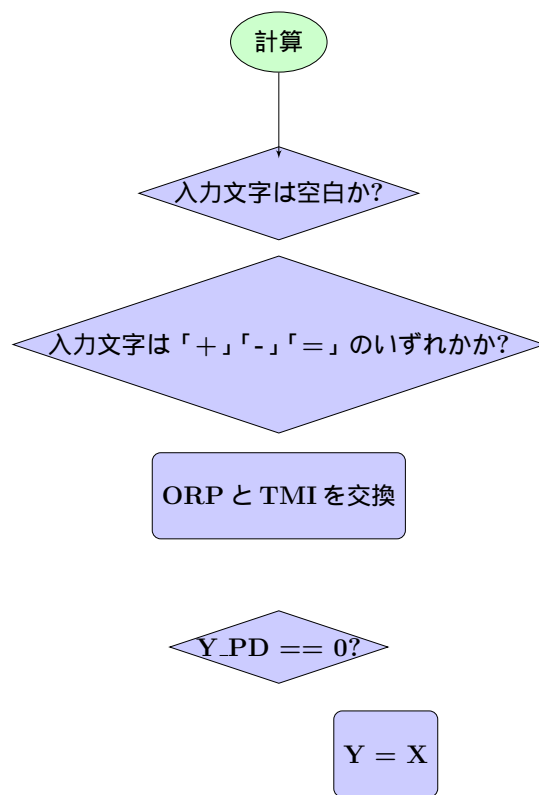 計算
入力文字は空白か?
入力文字は「+」「-」「=」のいずれかか?
ORP と TMI を交換
Y_PD == 0?
Y = X